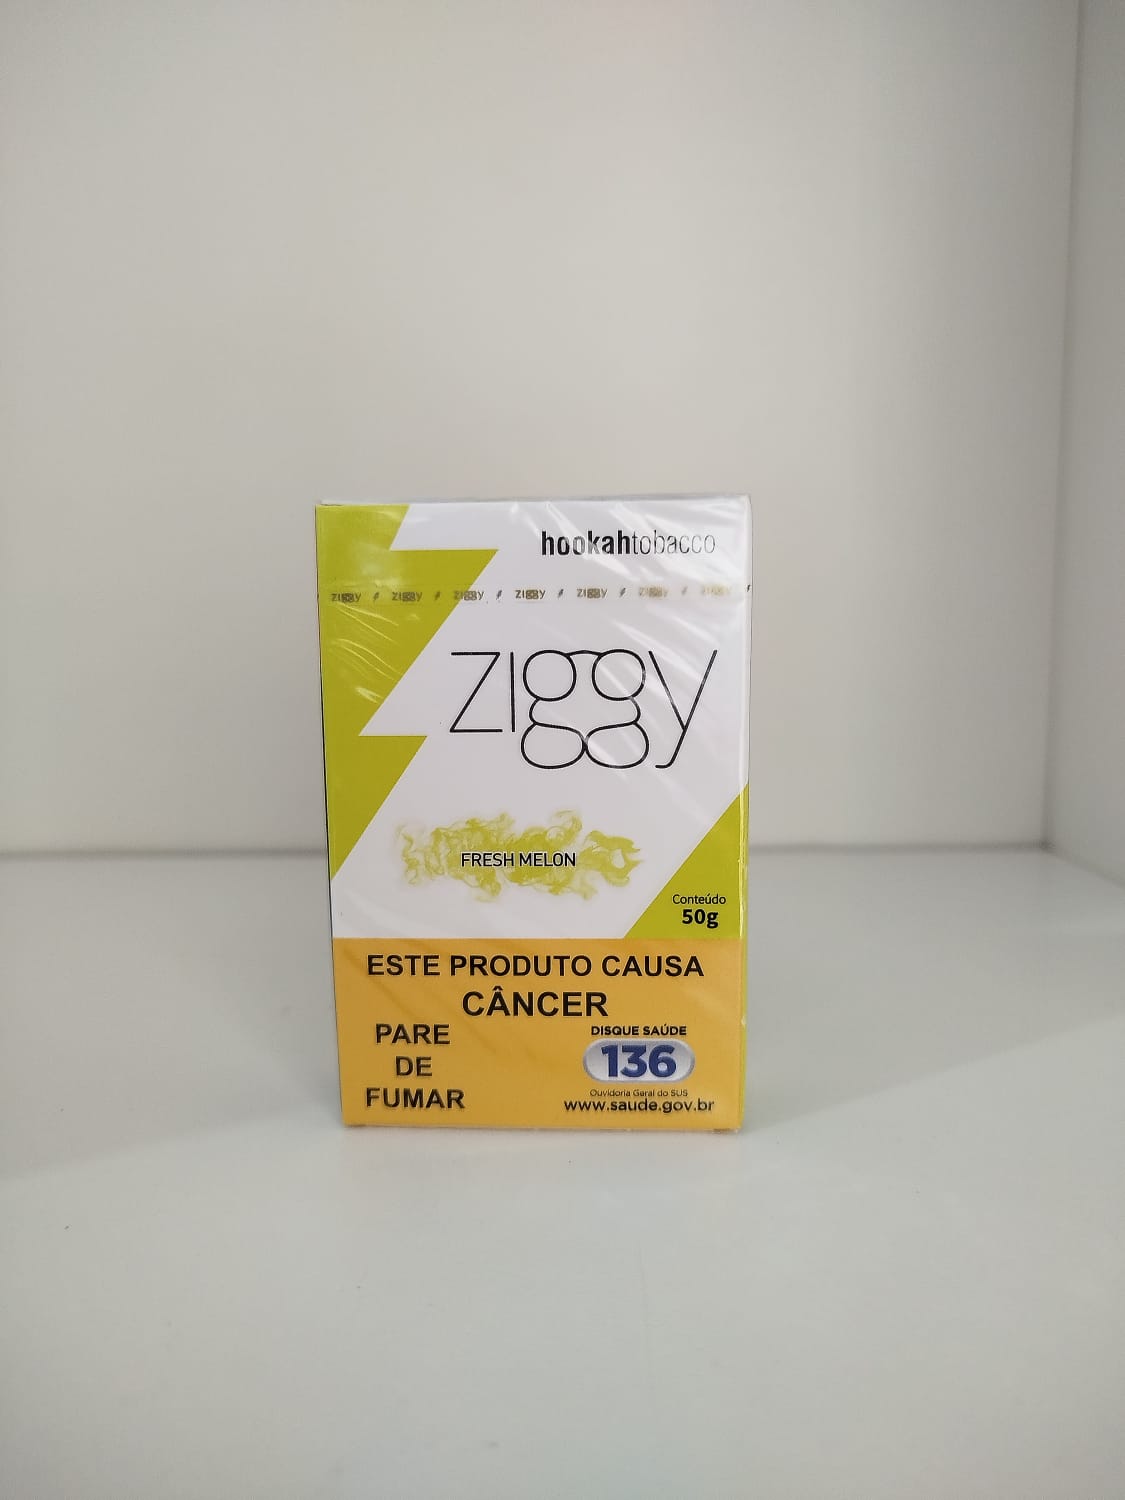 hookahtobacco
ziggy ziggy ziggy ziggy ziggy ziggy ziggy
ziggy
FRESH MELON
Conteúdo
50g
ESTE PRODUTO CAUSA
CÂNCER
PARE
DE
FUMAR
DISQUE SAÚDE
136
Ouvidoria Geral do SUS
www.saude.gov.br